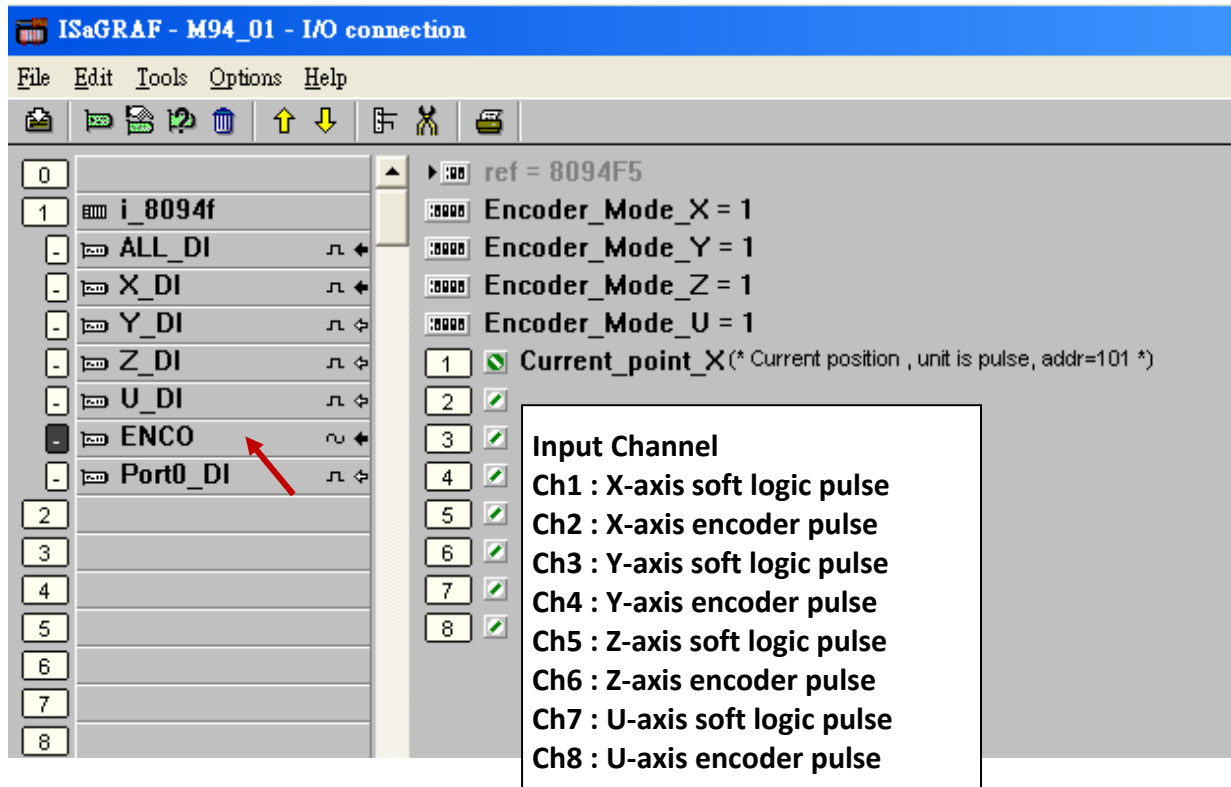 ISaGRAF - M94_01 - I/O connection
File Edit Tools Options Help
0
1 i_8094f
- ALL_DI
- X_DI
- Y_DI
- Z_DI
- U_DI
- ENCO
- Port0_DI
2
3
4
5
6
7
8
ref = 8094F5
Encoder_Mode_X = 1
Encoder_Mode_Y = 1
Encoder_Mode_Z = 1
Encoder_Mode_U = 1
1 Current_point_X (* Current position , unit is pulse, addr=101 *)
2
3
4
5
6
7
8
Input Channel
Ch1 : X-axis soft logic pulse
Ch2 : X-axis encoder pulse
Ch3 : Y-axis soft logic pulse
Ch4 : Y-axis encoder pulse
Ch5 : Z-axis soft logic pulse
Ch6 : Z-axis encoder pulse
Ch7 : U-axis soft logic pulse
Ch8 : U-axis encoder pulse